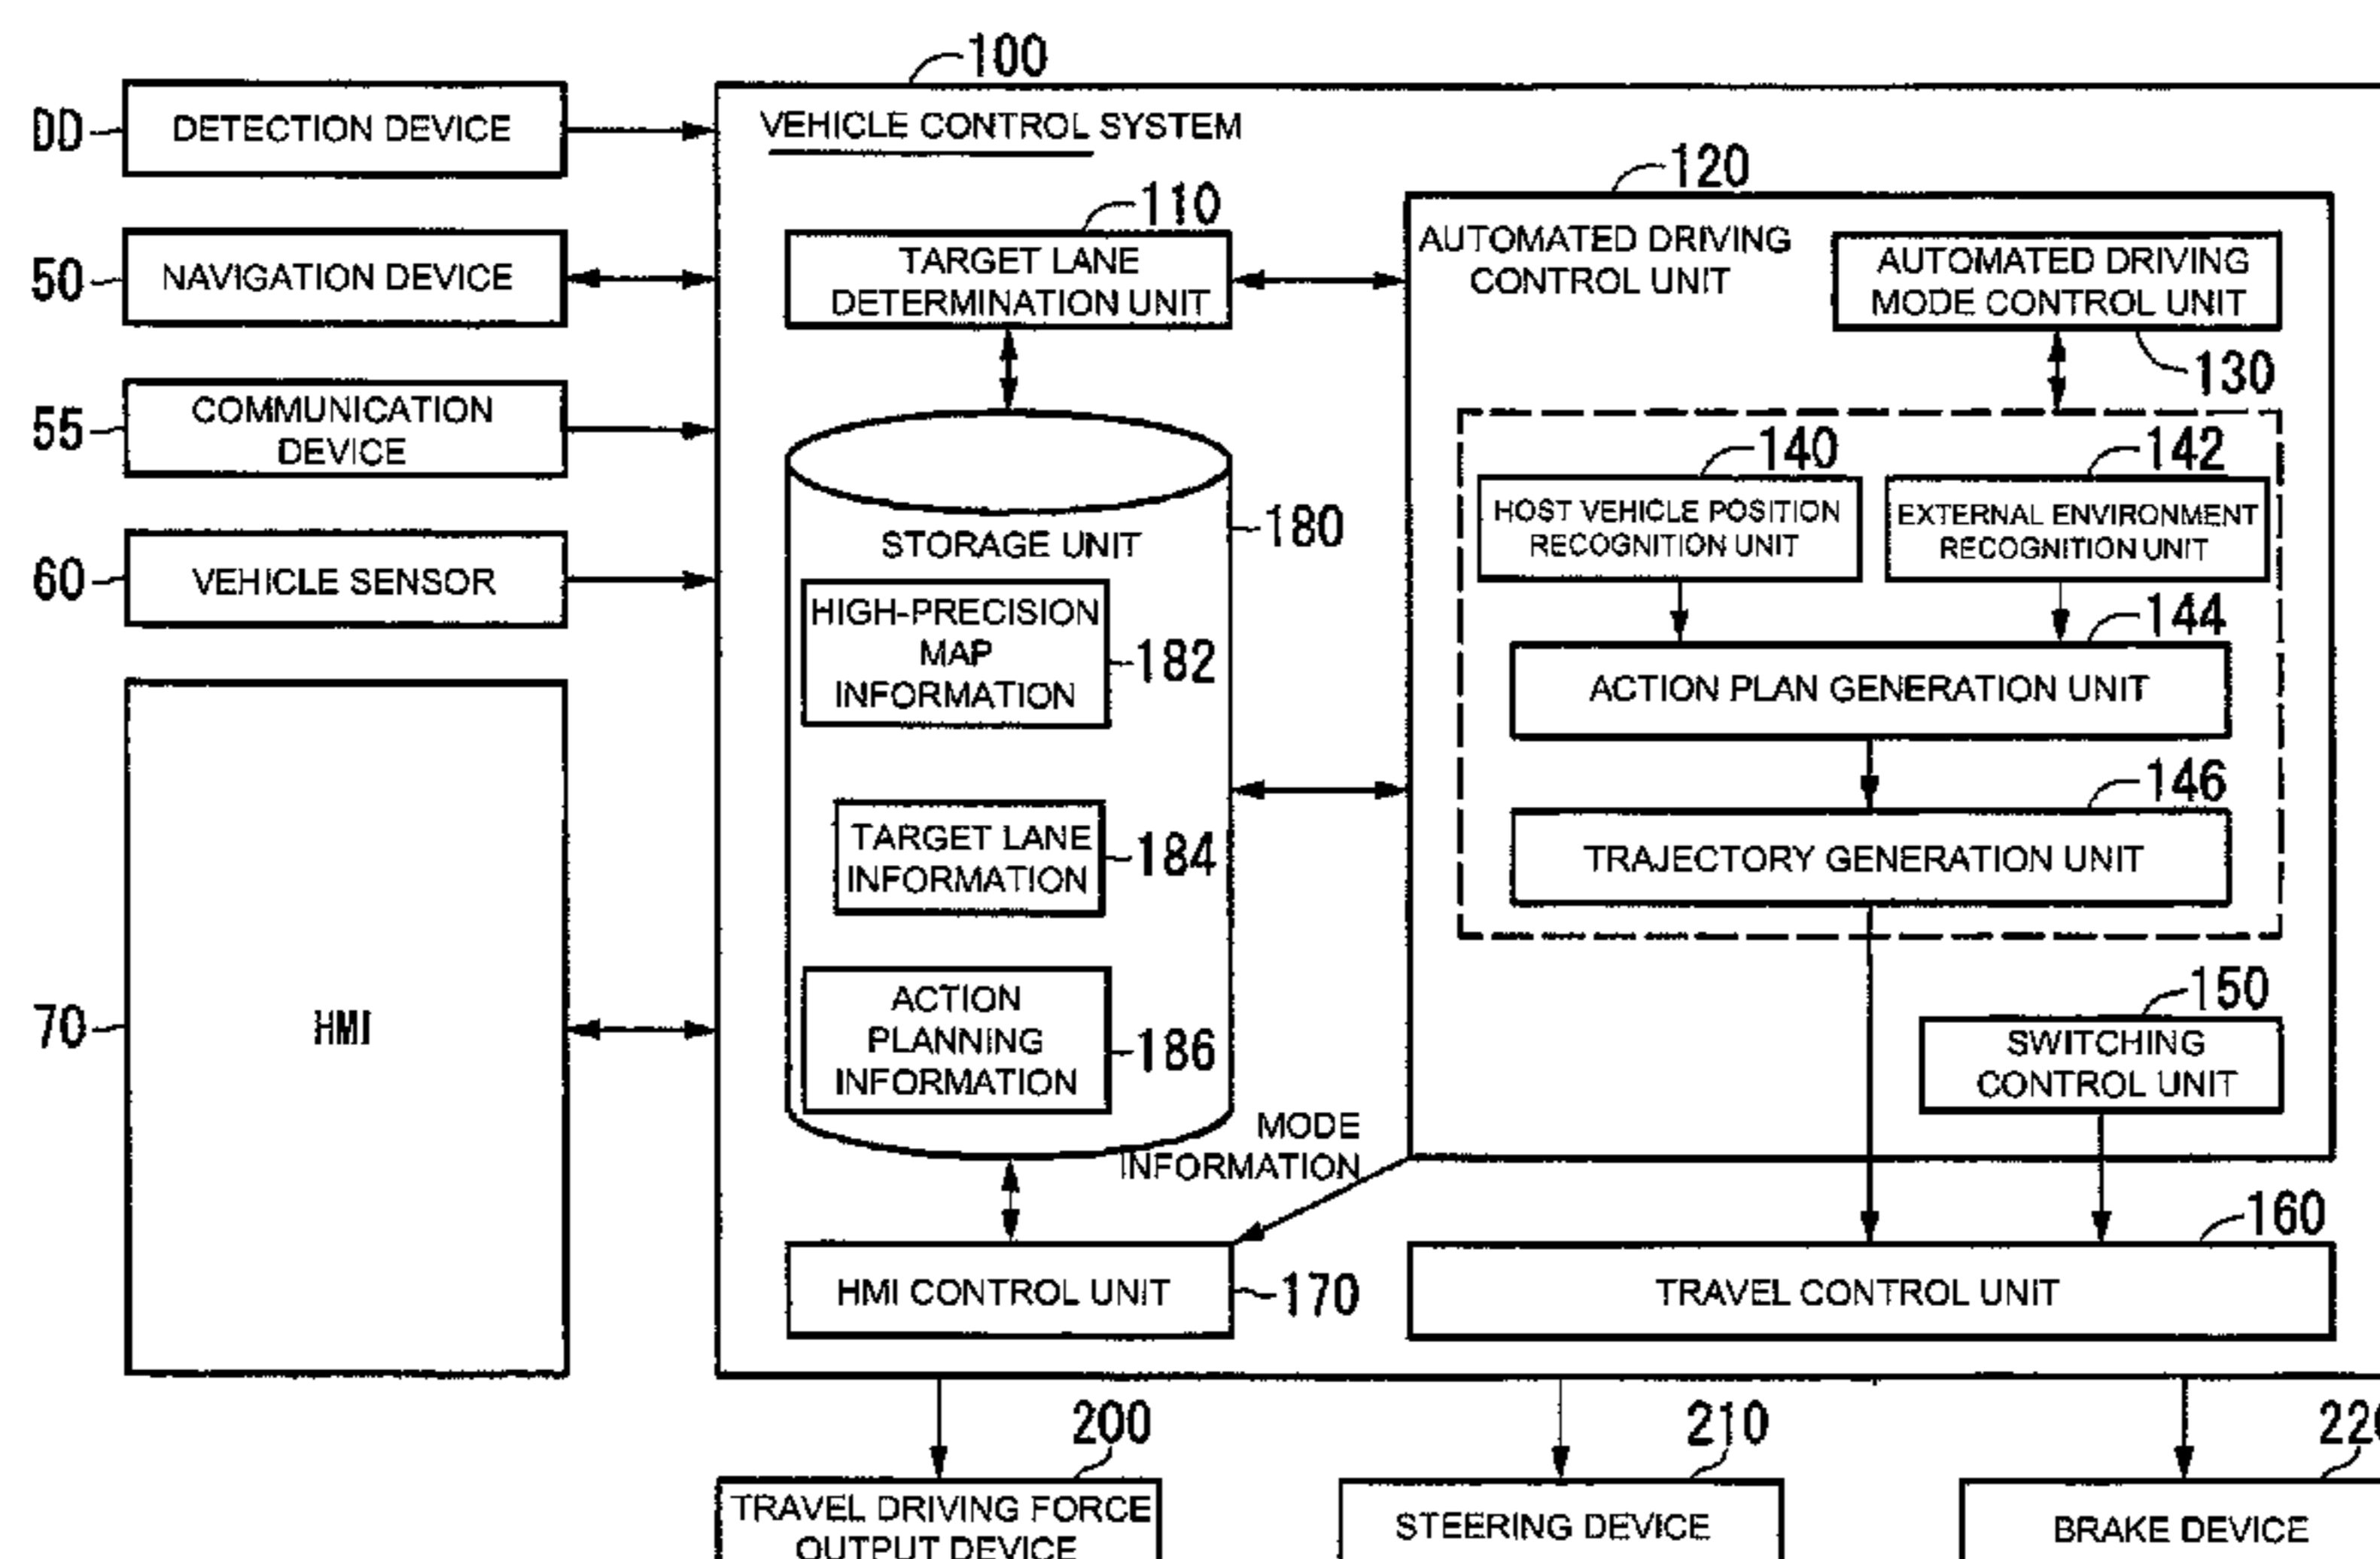 100
DD
DETECTION DEVICE
VEHICLE CONTROL SYSTEM
120
110
50
NAVIGATION DEVICE
TARGET LANE
DETERMINATION UNIT
AUTOMATED DRIVING
CONTROL UNIT
AUTOMATED DRIVING
MODE CONTROL UNIT
130
55
COMMUNICATION
DEVICE
140
142
180
STORAGE UNIT
HOST VEHICLE POSITION
RECOGNITION UNIT
EXTERNAL ENVIRONMENT
RECOGNITION UNIT
60
VEHICLE SENSOR
HIGH-PRECISION
MAP
INFORMATION
182
144
ACTION PLAN GENERATION UNIT
146
TARGET LANE
INFORMATION
184
TRAJECTORY GENERATION UNIT
70
HMI
ACTION
PLANNING
INFORMATION
186
150
SWITCHING
CONTROL UNIT
MODE
INFORMATION
160
HMI CONTROL UNIT
170
TRAVEL CONTROL UNIT
200
210
TRAVEL DRIVING FORCE
OUTPUT DEVICE
STEERING DEVICE
BRAKE DEVICE